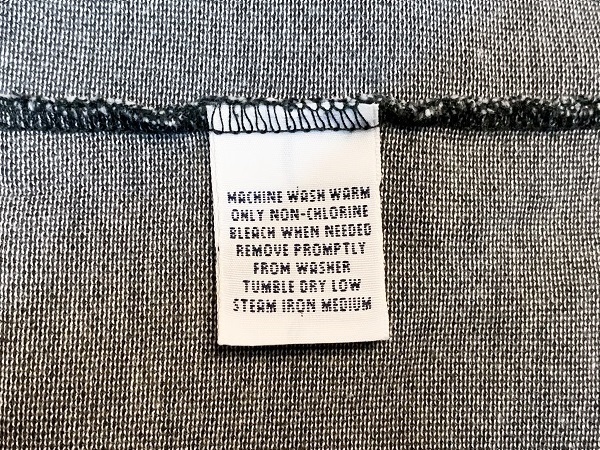 MACHINE WASH WARM
ONLY NON-CHLORINE
BLEACH WHEN NEEDED
REMOVE PROMPTLY
FROM WASHER
TUMBLE DRY LOW
STEAM IRON MEDIUM